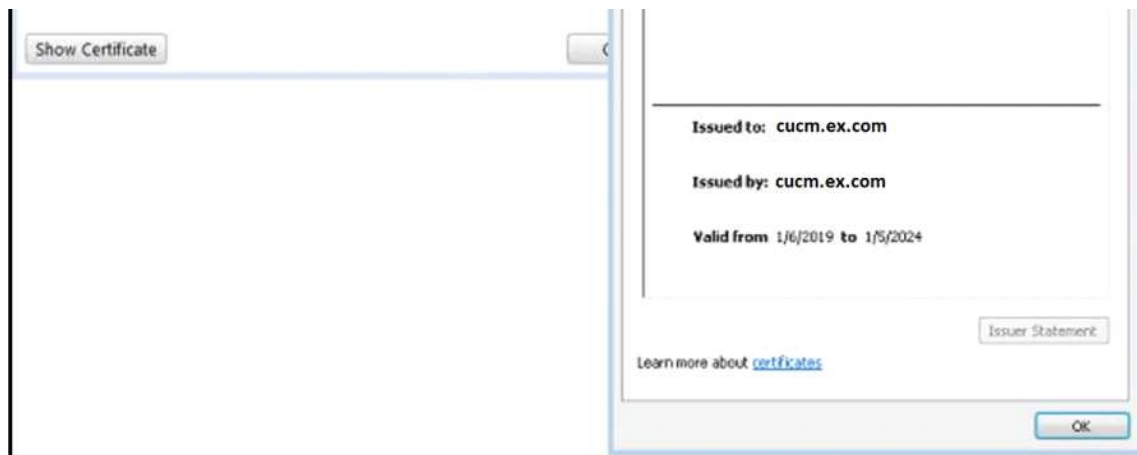 Show Certificate
Issued to: cucm.ex.com
Issued by: cucm.ex.com
Valid from 1/6/2019 to 1/5/2024
Issuer Statement
Learn more about certificates
OK